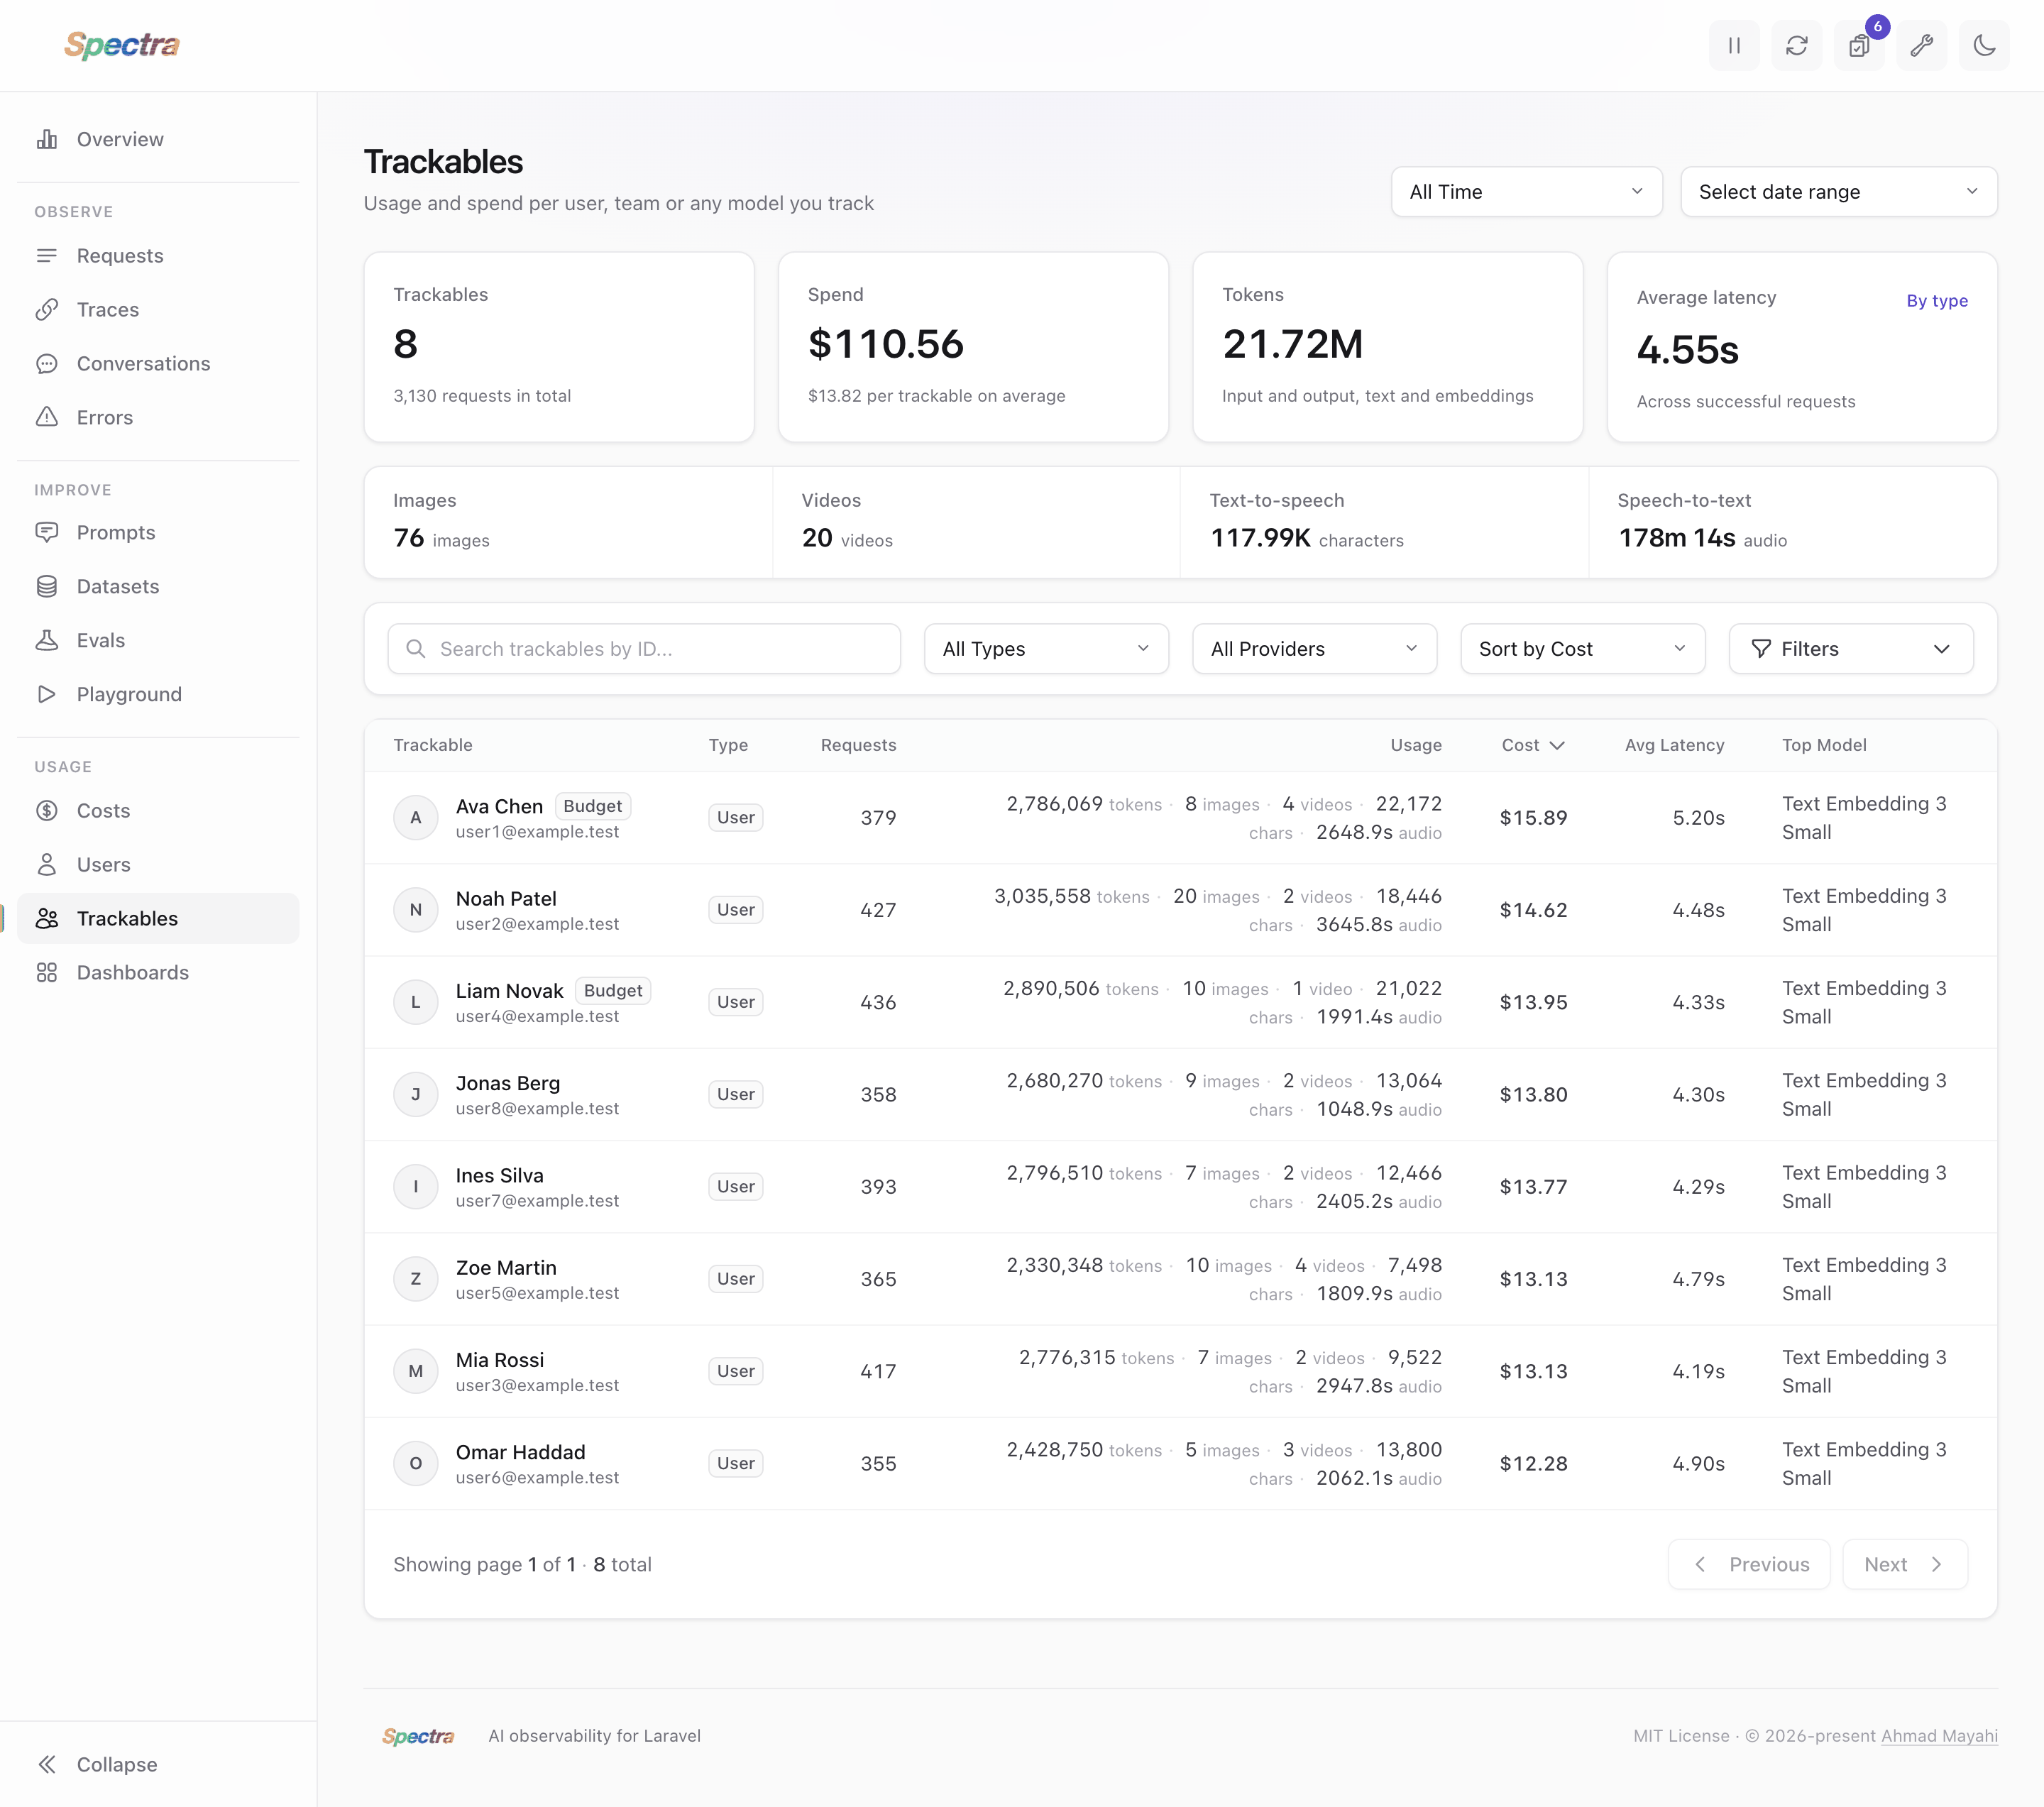 Spectra
6
Overview
OBSERVE
Requests
Traces
Conversations
Errors
IMPROVE
Prompts
Datasets
Evals
Playground
USAGE
Costs
Users
Trackables
Dashboards
Collapse
Trackables
Usage and spend per user, team or any model you track
All Time
Select date range
Trackables
8
3,130 requests in total
Spend
$110.56
$13.82 per trackable on average
Tokens
21.72M
Input and output, text and embeddings
Average latency
By type
4.55s
Across successful requests
Images
76 images
Videos
20 videos
Text-to-speech
117.99K characters
Speech-to-text
178m 14s audio
Search trackables by ID...
All Types
All Providers
Sort by Cost
Filters
Trackable Type Requests Usage Cost Avg Latency Top Model
A
Ava Chen Budget
user1@example.test
User
379
2,786,069 tokens · 8 images · 4 videos · 22,172
chars · 2648.9s audio
$15.89
5.20s
Text Embedding 3
Small
N
Noah Patel
user2@example.test
User
427
3,035,558 tokens · 20 images · 2 videos · 18,446
chars · 3645.8s audio
$14.62
4.48s
Text Embedding 3
Small
L
Liam Novak Budget
user4@example.test
User
436
2,890,506 tokens · 10 images · 1 video · 21,022
chars · 1991.4s audio
$13.95
4.33s
Text Embedding 3
Small
J
Jonas Berg
user8@example.test
User
358
2,680,270 tokens · 9 images · 2 videos · 13,064
chars · 1048.9s audio
$13.80
4.30s
Text Embedding 3
Small
I
Ines Silva
user7@example.test
User
393
2,796,510 tokens · 7 images · 2 videos · 12,466
chars · 2405.2s audio
$13.77
4.29s
Text Embedding 3
Small
Z
Zoe Martin
user5@example.test
User
365
2,330,348 tokens · 10 images · 4 videos · 7,498
chars · 1809.9s audio
$13.13
4.79s
Text Embedding 3
Small
M
Mia Rossi
user3@example.test
User
417
2,776,315 tokens · 7 images · 2 videos · 9,522
chars · 2947.8s audio
$13.13
4.19s
Text Embedding 3
Small
O
Omar Haddad
user6@example.test
User
355
2,428,750 tokens · 5 images · 3 videos · 13,800
chars · 2062.1s audio
$12.28
4.90s
Text Embedding 3
Small
Showing page 1 of 1 · 8 total
Previous
Next
Spectra
AI observability for Laravel
MIT License · © 2026-present Ahmad Mayahi